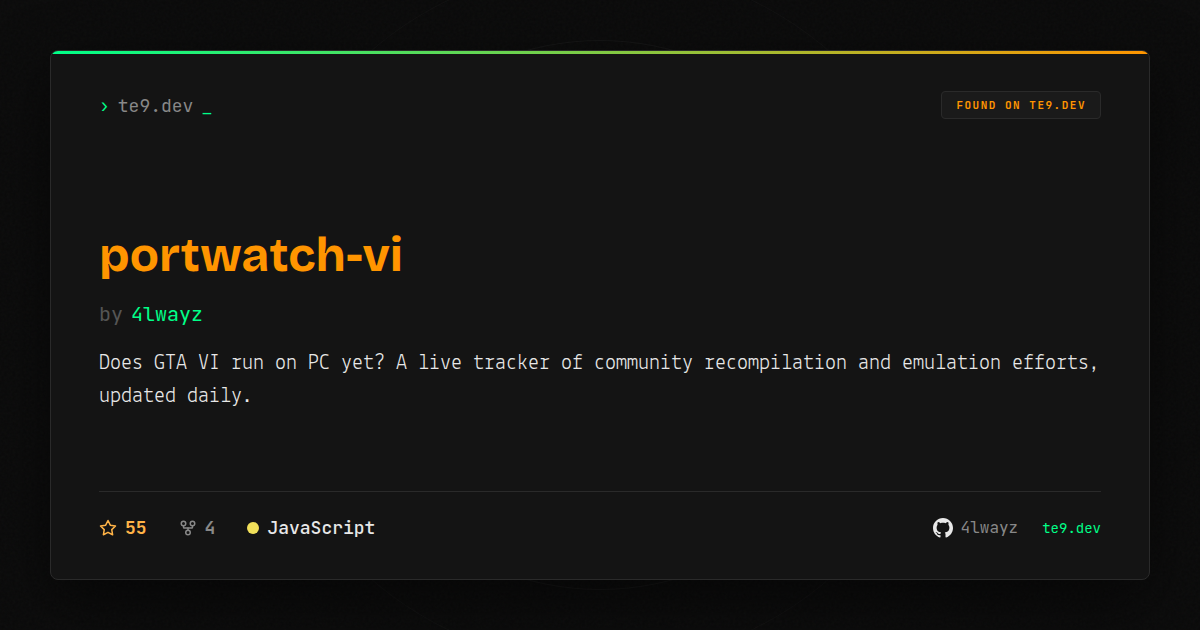 › te9.dev _
FOUND ON TE9.DEV
portwatch-vi
by 4lwayz
Does GTA VI run on PC yet? A live tracker of community recompilation and emulation efforts,
updated daily.
55 4 JavaScript 4lwayz te9.dev